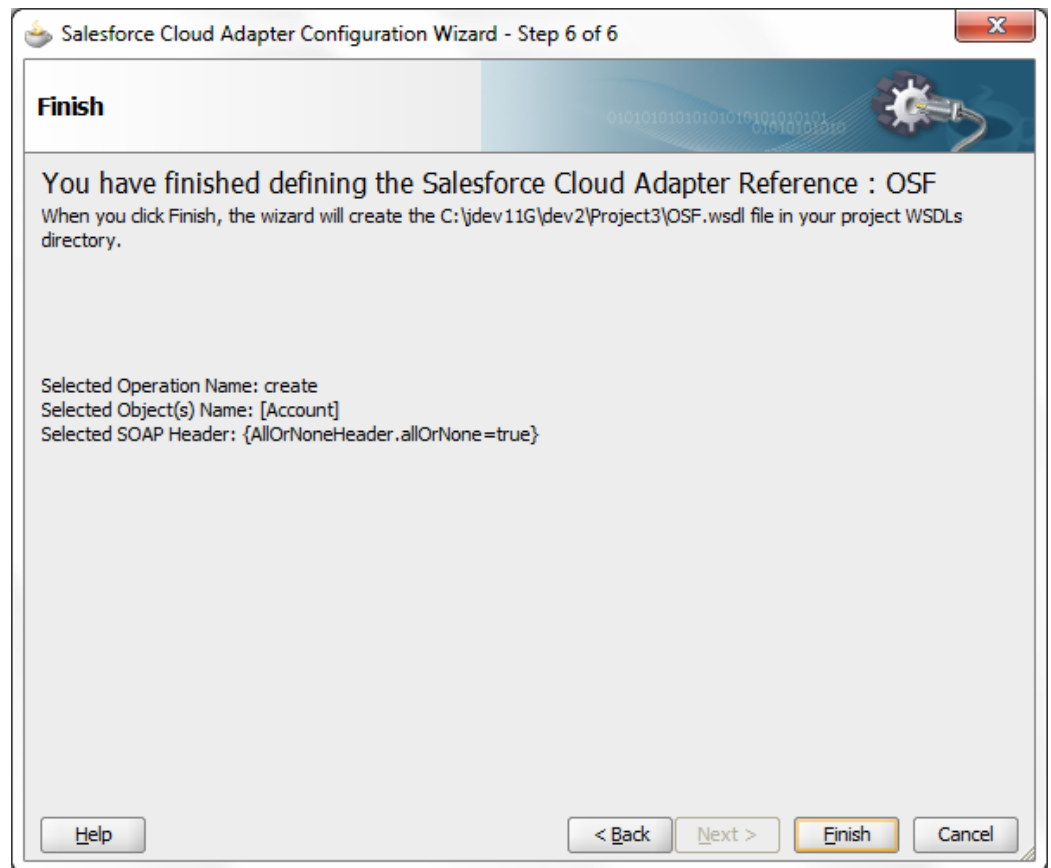 Salesforce Cloud Adapter Configuration Wizard - Step 6 of 6
Finish
You have finished defining the Salesforce Cloud Adapter Reference : OSF
When you click Finish, the wizard will create the C:\jdev11G\dev2\Project3\OSF.wsdl file in your project WSDLs
directory.
Selected Operation Name: create
Selected Object(s) Name: [Account]
Selected SOAP Header: {AllOrNoneHeader.allOrNone=true}
Help
< Back
Next >
Finish
Cancel